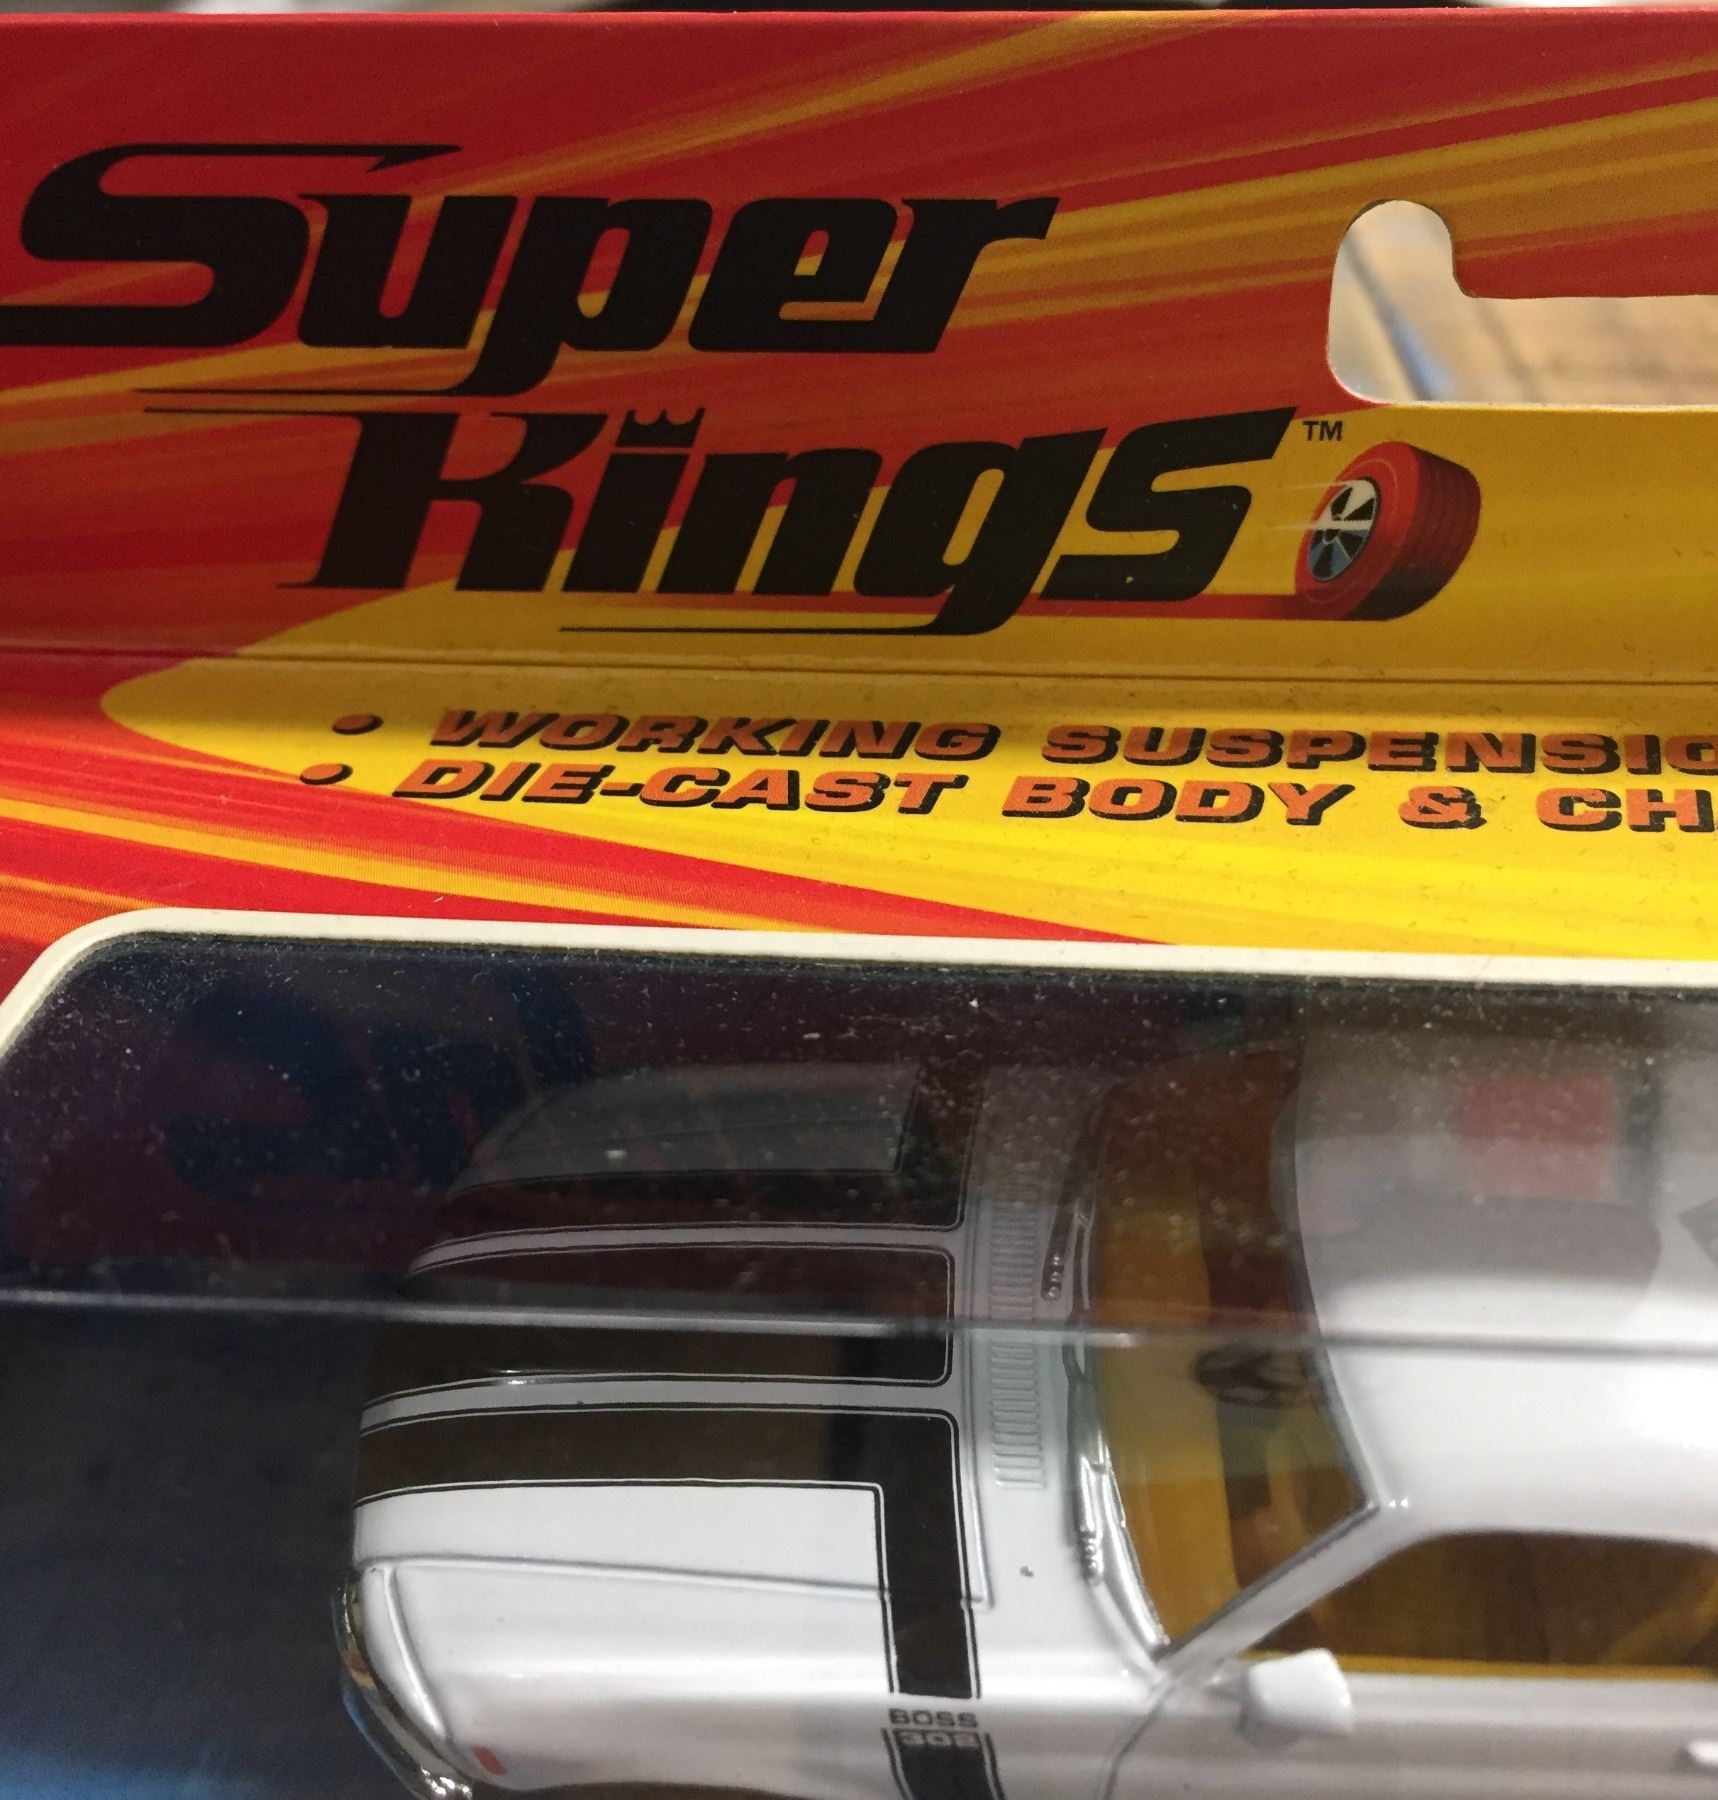 Super
Kings™
• WORKING SUSPENSIO
• DIE-CAST BODY & CH
BOSS
302